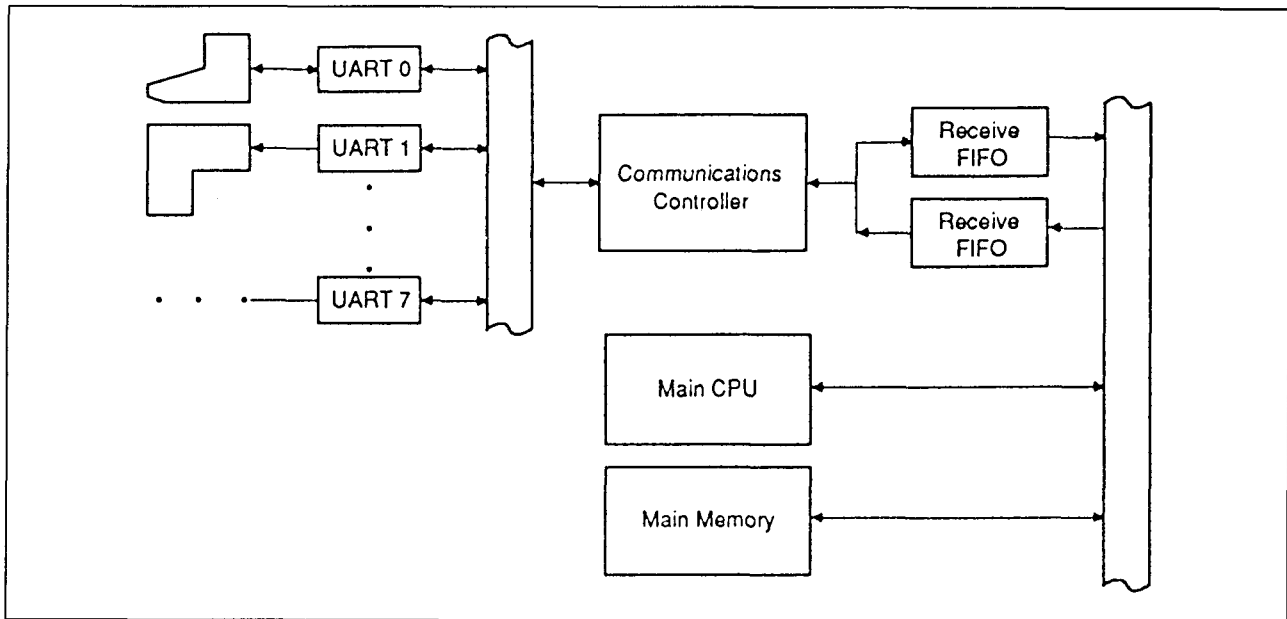 UART 0
UART 1
UART 7
Communications
Controller
Receive
FIFO
Receive
FIFO
Main CPU
Main Memory